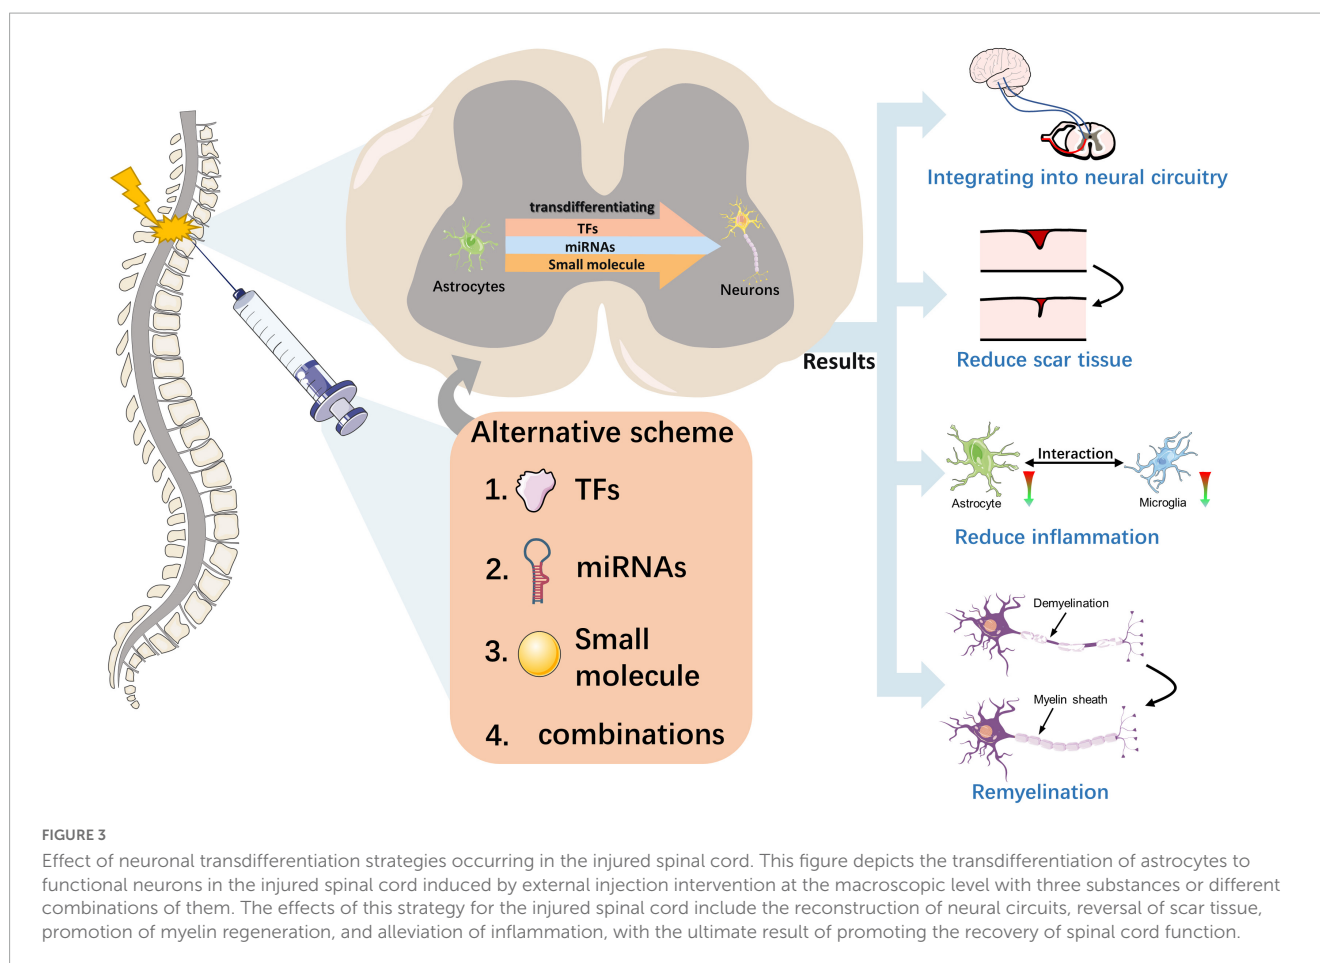 transdifferentiating
TFs
miRNAs
Small molecule
Astrocytes
Neurons
Results
Alternative scheme
1. TFs
2. miRNAs
3. Small
molecule
4. combinations
Integrating into neural circuitry
Reduce scar tissue
Interaction
Astrocyte
Microglia
Reduce inflammation
Demyelination
Myelin sheath
Remyelination
FIGURE 3
Effect of neuronal transdifferentiation strategies occurring in the injured spinal cord. This figure depicts the transdifferentiation of astrocytes to
functional neurons in the injured spinal cord induced by external injection intervention at the macroscopic level with three substances or different
combinations of them. The effects of this strategy for the injured spinal cord include the reconstruction of neural circuits, reversal of scar tissue,
promotion of myelin regeneration, and alleviation of inflammation, with the ultimate result of promoting the recovery of spinal cord function.